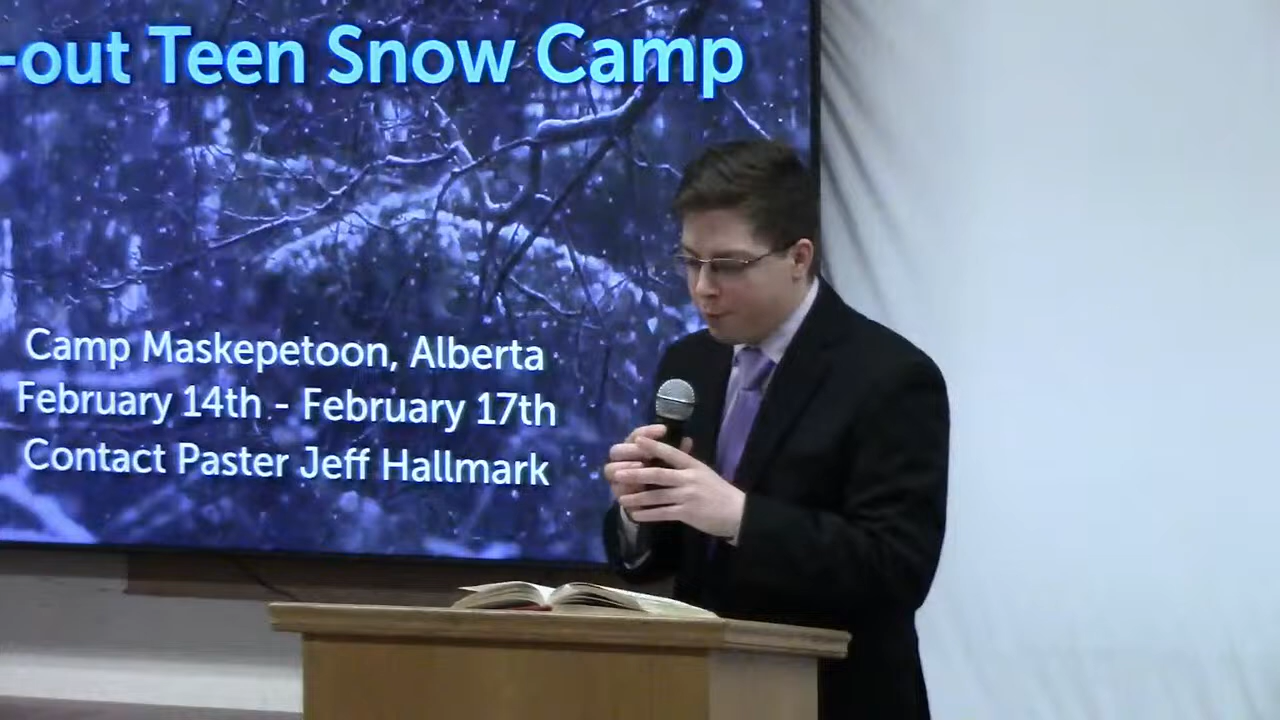 -out Teen Snow Camp
Camp Maskepetoon, Alberta
February 14th - February 17th
Contact Paster Jeff Hallmark